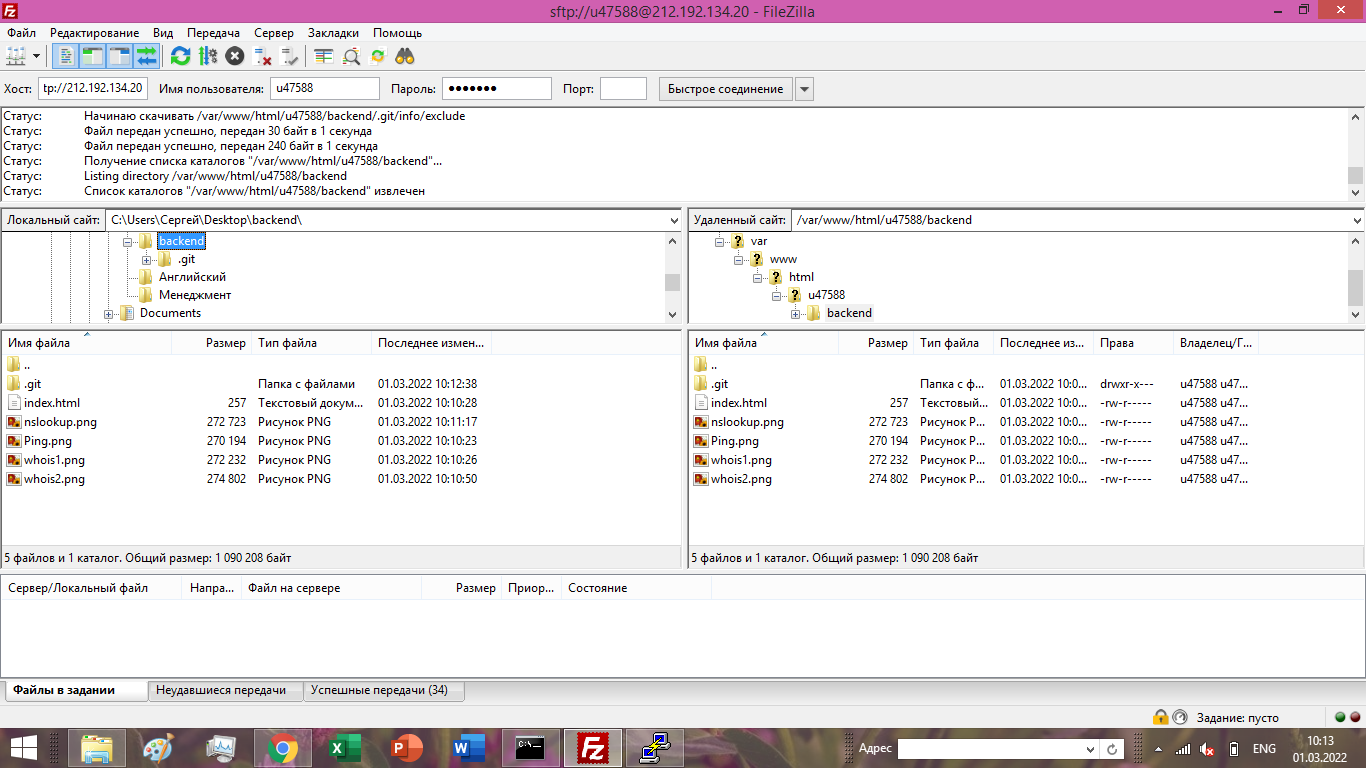 sftp://u47588@212.192.134.20 - FileZilla
Файл Редактирование Вид Передача Сервер Закладки Помощь
Хост: tp://212.192.134.20 Имя пользователя: u47588 Пароль: ●●●●●●● Порт: Быстрое соединение
Статус: Начинаю скачивать /var/www/html/u47588/backend/.git/info/exclude
Статус: Файл передан успешно, передан 30 байт в 1 секунда
Статус: Файл передан успешно, передан 240 байт в 1 секунда
Статус: Получение списка каталогов "/var/www/html/u47588/backend"...
Статус: Listing directory /var/www/html/u47588/backend
Статус: Список каталогов "/var/www/html/u47588/backend" извлечен
Локальный сайт: C:\Users\Сергей\Desktop\backend\
backend
.git
Английский
Менеджмент
Documents
Удаленный сайт: /var/www/html/u47588/backend
var
www
html
u47588
backend
Имя файла Размер Тип файла Последнее измен...
..
.git Папка с файлами 01.03.2022 10:12:38
index.html 257 Текстовый докум... 01.03.2022 10:10:28
nslookup.png 272 723 Рисунок PNG 01.03.2022 10:11:17
Ping.png 270 194 Рисунок PNG 01.03.2022 10:10:23
whois1.png 272 232 Рисунок PNG 01.03.2022 10:10:26
whois2.png 274 802 Рисунок PNG 01.03.2022 10:10:50
5 файлов и 1 каталог. Общий размер: 1 090 208 байт
Имя файла Размер Тип файла Последнее из... Права Владелец/Г...
..
.git Папка с ф... 01.03.2022 10:0... drwxr-x--- u47588 u47...
index.html 257 Текстовый... 01.03.2022 10:0... -rw-r----- u47588 u47...
nslookup.png 272 723 Рисунок P... 01.03.2022 10:0... -rw-r----- u47588 u47...
Ping.png 270 194 Рисунок P... 01.03.2022 10:0... -rw-r----- u47588 u47...
whois1.png 272 232 Рисунок P... 01.03.2022 10:0... -rw-r----- u47588 u47...
whois2.png 274 802 Рисунок P... 01.03.2022 10:0... -rw-r----- u47588 u47...
5 файлов и 1 каталог. Общий размер: 1 090 208 байт
Сервер/Локальный файл Напра... Файл на сервере Размер Приор... Состояние
Файлы в задании Неудавшиеся передачи Успешные передачи (34)
Задание: пусто
Адрес ENG 10:13
01.03.2022